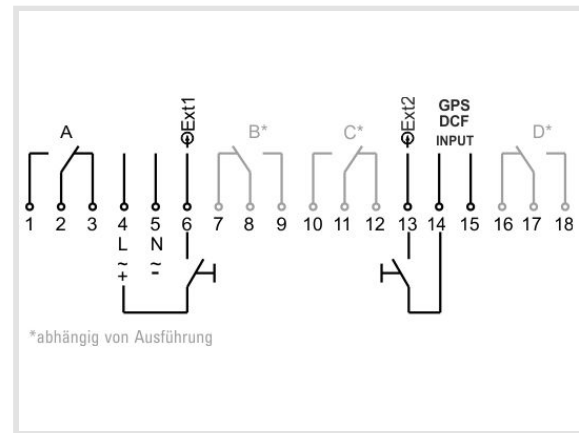 A
Ext1
B*
C*
Ext2
GPS
DCF
INPUT
D*
1 2 3 4 5 6 7 8 9 10 11 12 13 14 15 16 17 18
L N
~ ~
+ -
*abhängig von Ausführung